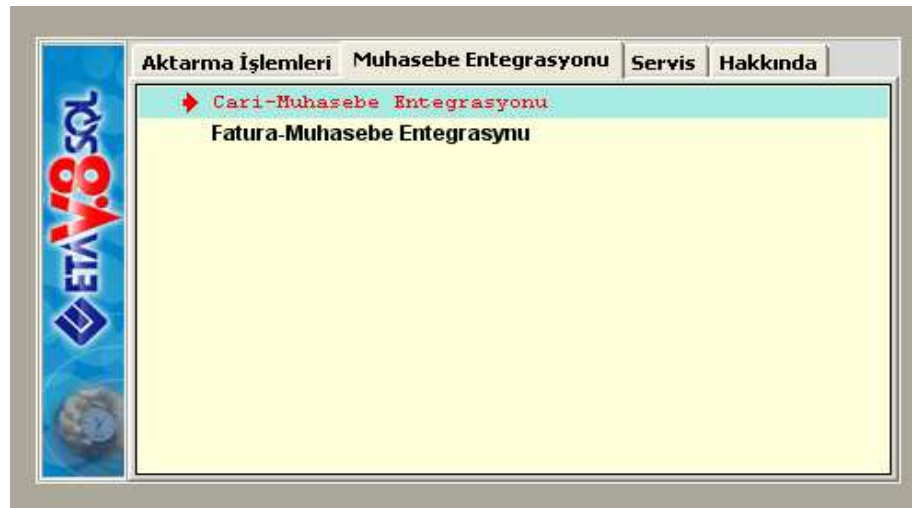 Aktarma İşlemleri Muhasebe Entegrasyonu Servis Hakkında
Cari-Muhasebe Entegrasyonu
Fatura-Muhasebe Entegrasynu
ETA V.8 SQL